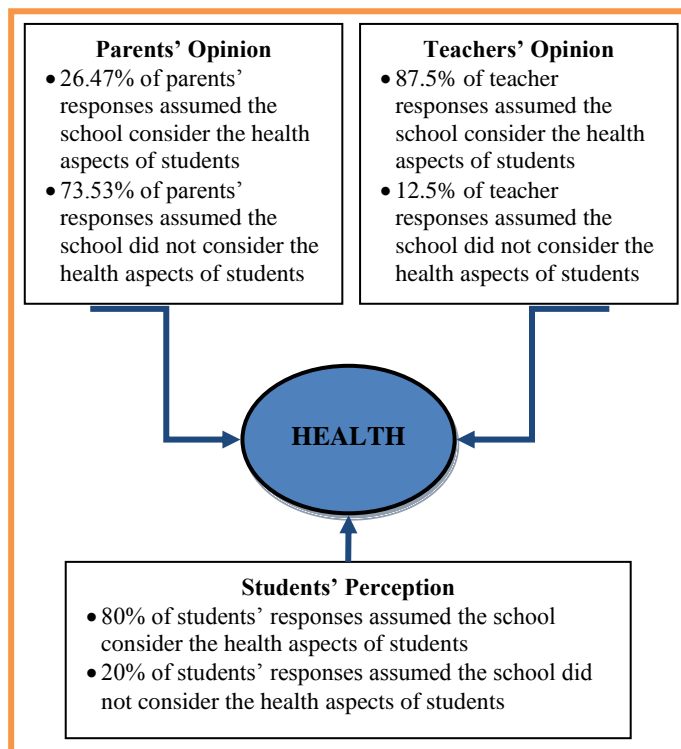 Parents’ Opinion
• 26.47% of parents’
responses assumed the
school consider the health
aspects of students
• 73.53% of parents’
responses assumed the
school did not consider the
health aspects of students
Teachers’ Opinion
• 87.5% of teacher
responses assumed the
school consider the health
aspects of students
• 12.5% of teacher
responses assumed the
school did not consider the
health aspects of students
HEALTH
Students’ Perception
• 80% of students’ responses assumed the school
consider the health aspects of students
• 20% of students’ responses assumed the school did
not consider the health aspects of students